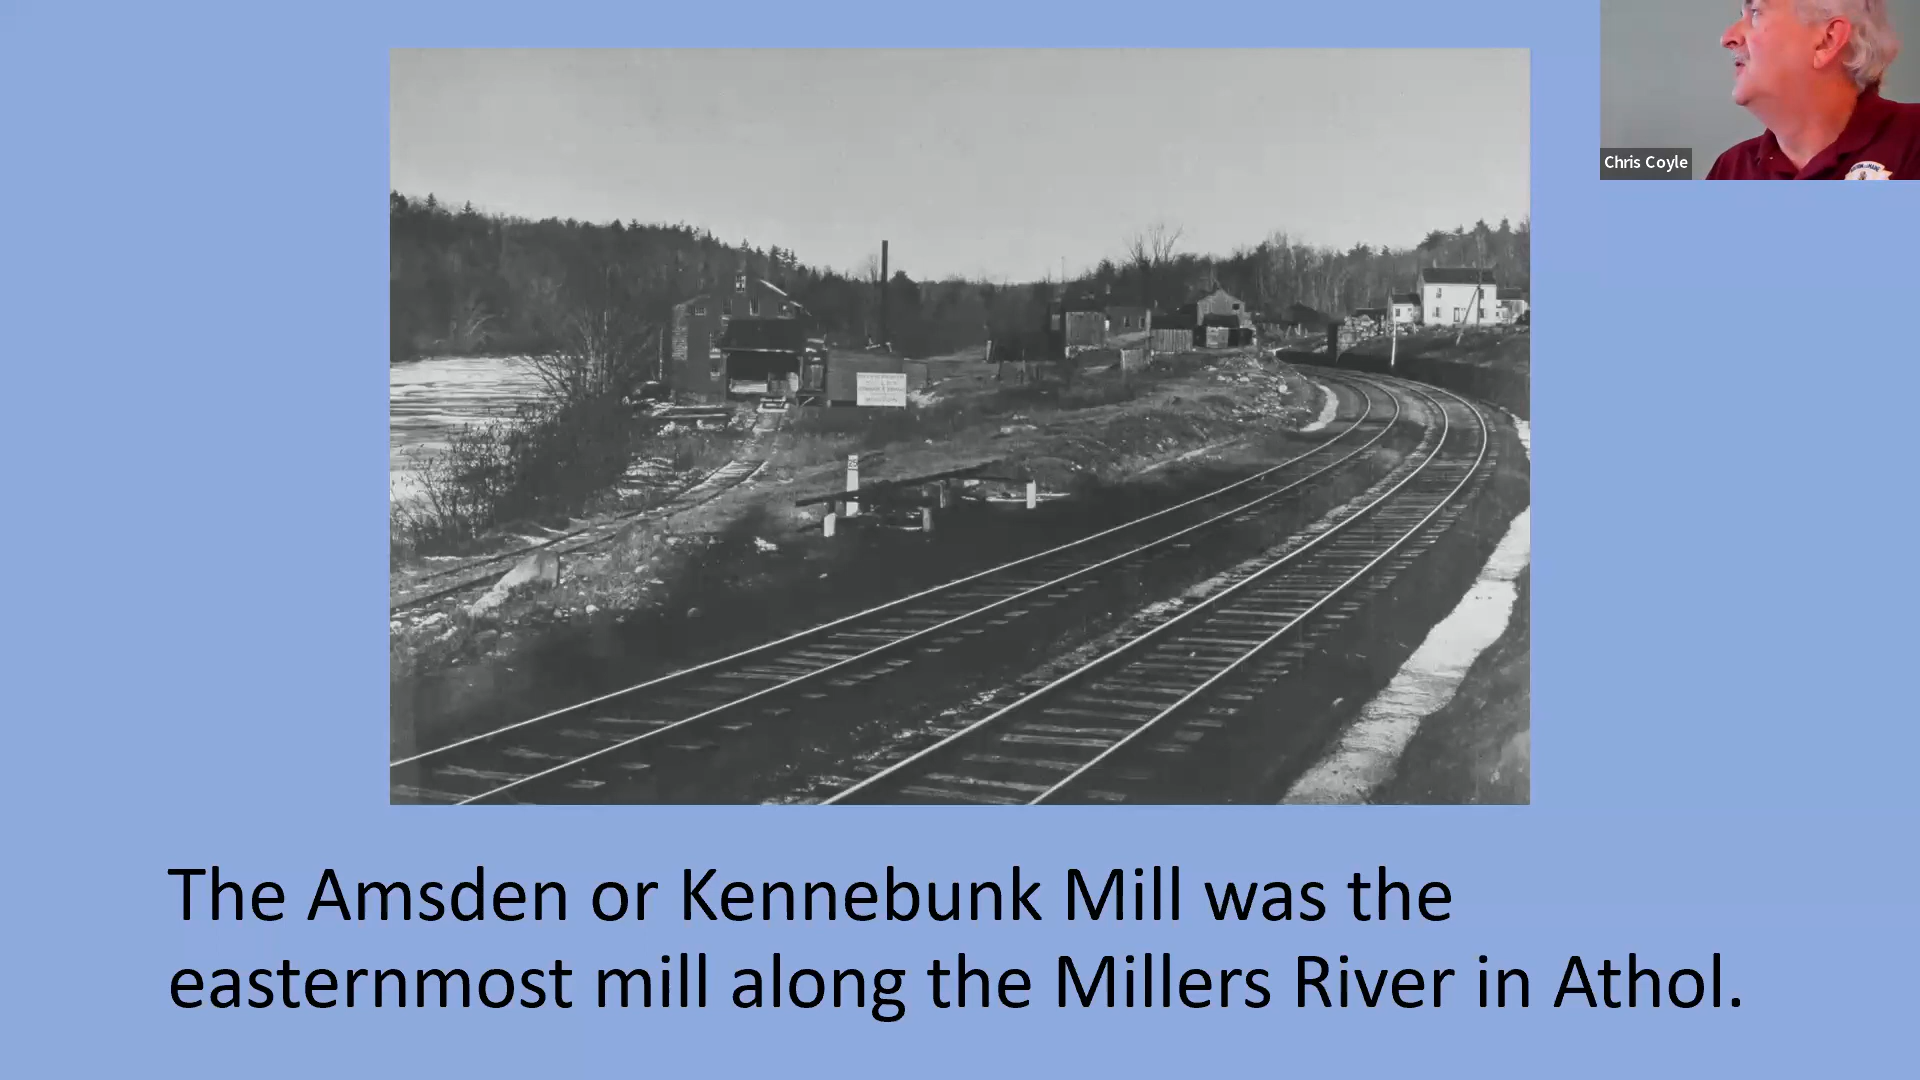 Chris Coyle
The Amsden or Kennebunk Mill was the
easternmost mill along the Millers River in Athol.